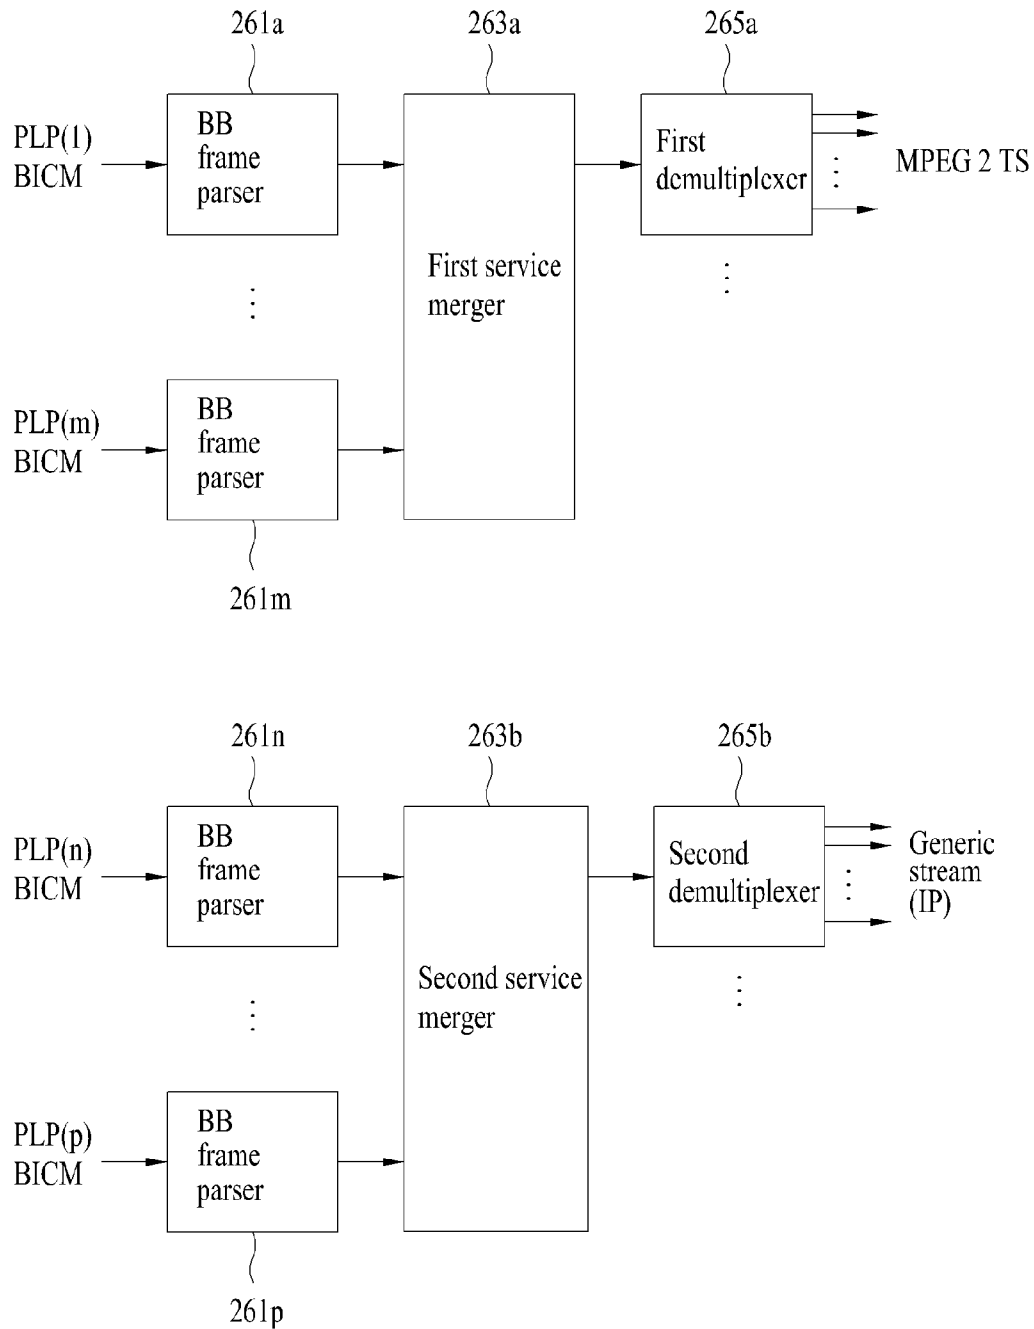 261a
263a
265a
PLP(1)
BICM
BB
frame
parser
First
demultiplexer
MPEG 2 TS
First service
merger
PLP(m)
BICM
BB
frame
parser
261m
261n
263b
265b
PLP(n)
BICM
BB
frame
parser
Second
demultiplexer
Generic
stream
(IP)
Second service
merger
PLP(p)
BICM
BB
frame
parser
261p